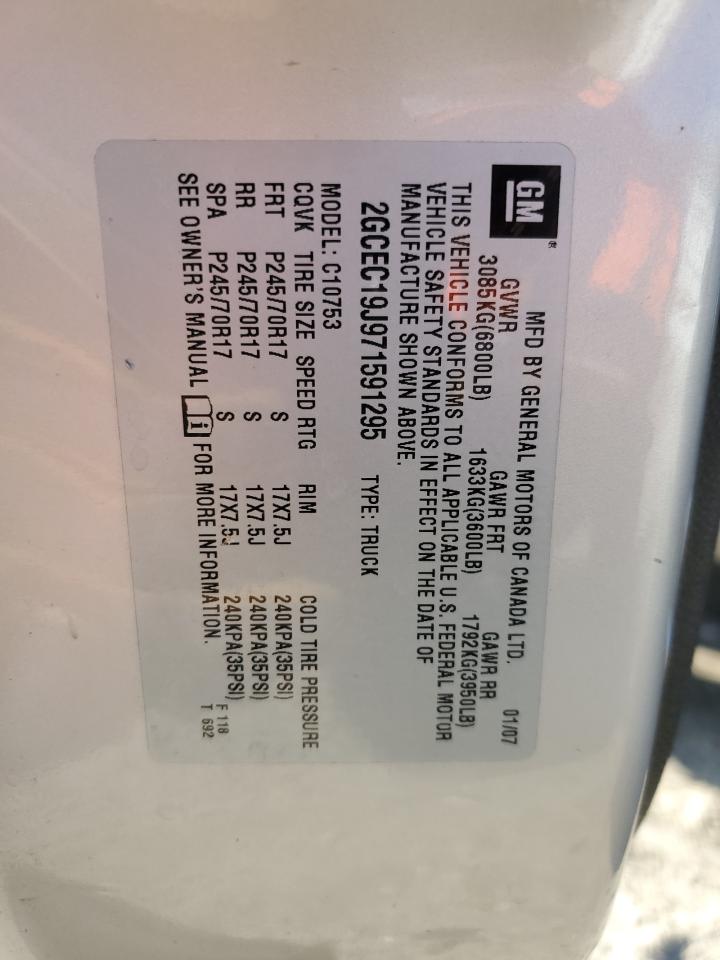 GM®
MFD BY GENERAL MOTORS OF CANADA LTD. 01/07
GVWR GAWR FRT GAWR RR
3085KG(6800LB) 1633KG(3600LB) 1792KG(3950LB)
THIS VEHICLE CONFORMS TO ALL APPLICABLE U.S. FEDERAL MOTOR
VEHICLE SAFETY STANDARDS IN EFFECT ON THE DATE OF
MANUFACTURE SHOWN ABOVE.
2GCEC19J971591295 TYPE: TRUCK
MODEL: C10753
CQVK TIRE SIZE SPEED RTG RIM COLD TIRE PRESSURE
FRT P245/70R17 S 17X7.5J 240KPA(35PSI)
RR P245/70R17 S 17X7.5J 240KPA(35PSI)
SPA P245/70R17 S 17X7.5J 240KPA(35PSI)
SEE OWNER'S MANUAL i FOR MORE INFORMATION.
F 118
T 692